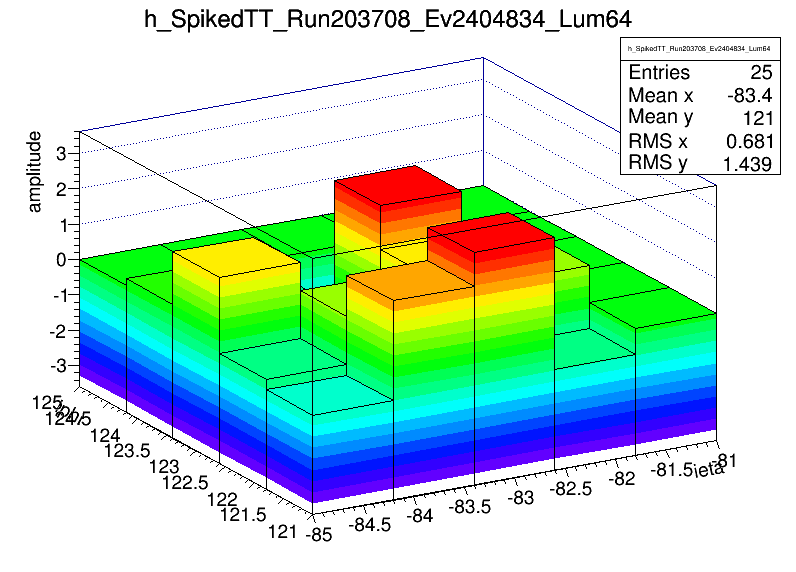 h_SpikedTT_Run203708_Ev2404834_Lum64
h_SpikedTT_Run203708_Ev2404834_Lum64
Entries 25
Mean x -83.4
Mean y 121
RMS x 0.681
RMS y 1.439
amplitude
3
2
1
0
-1
-2
-3
125
124.5
124
123.5
123
122.5
122
121.5
121
-85
-84.5
-84
-83.5
-83
-82.5
-82
-81.5
-81
ieta